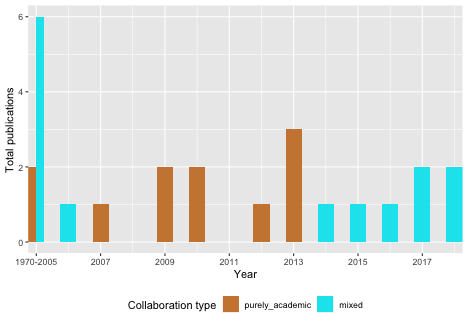 6
4
2
0
Total publications
1970-2005 2007 2009 2011 2013 2015 2017
Year
Collaboration type purely_academic mixed